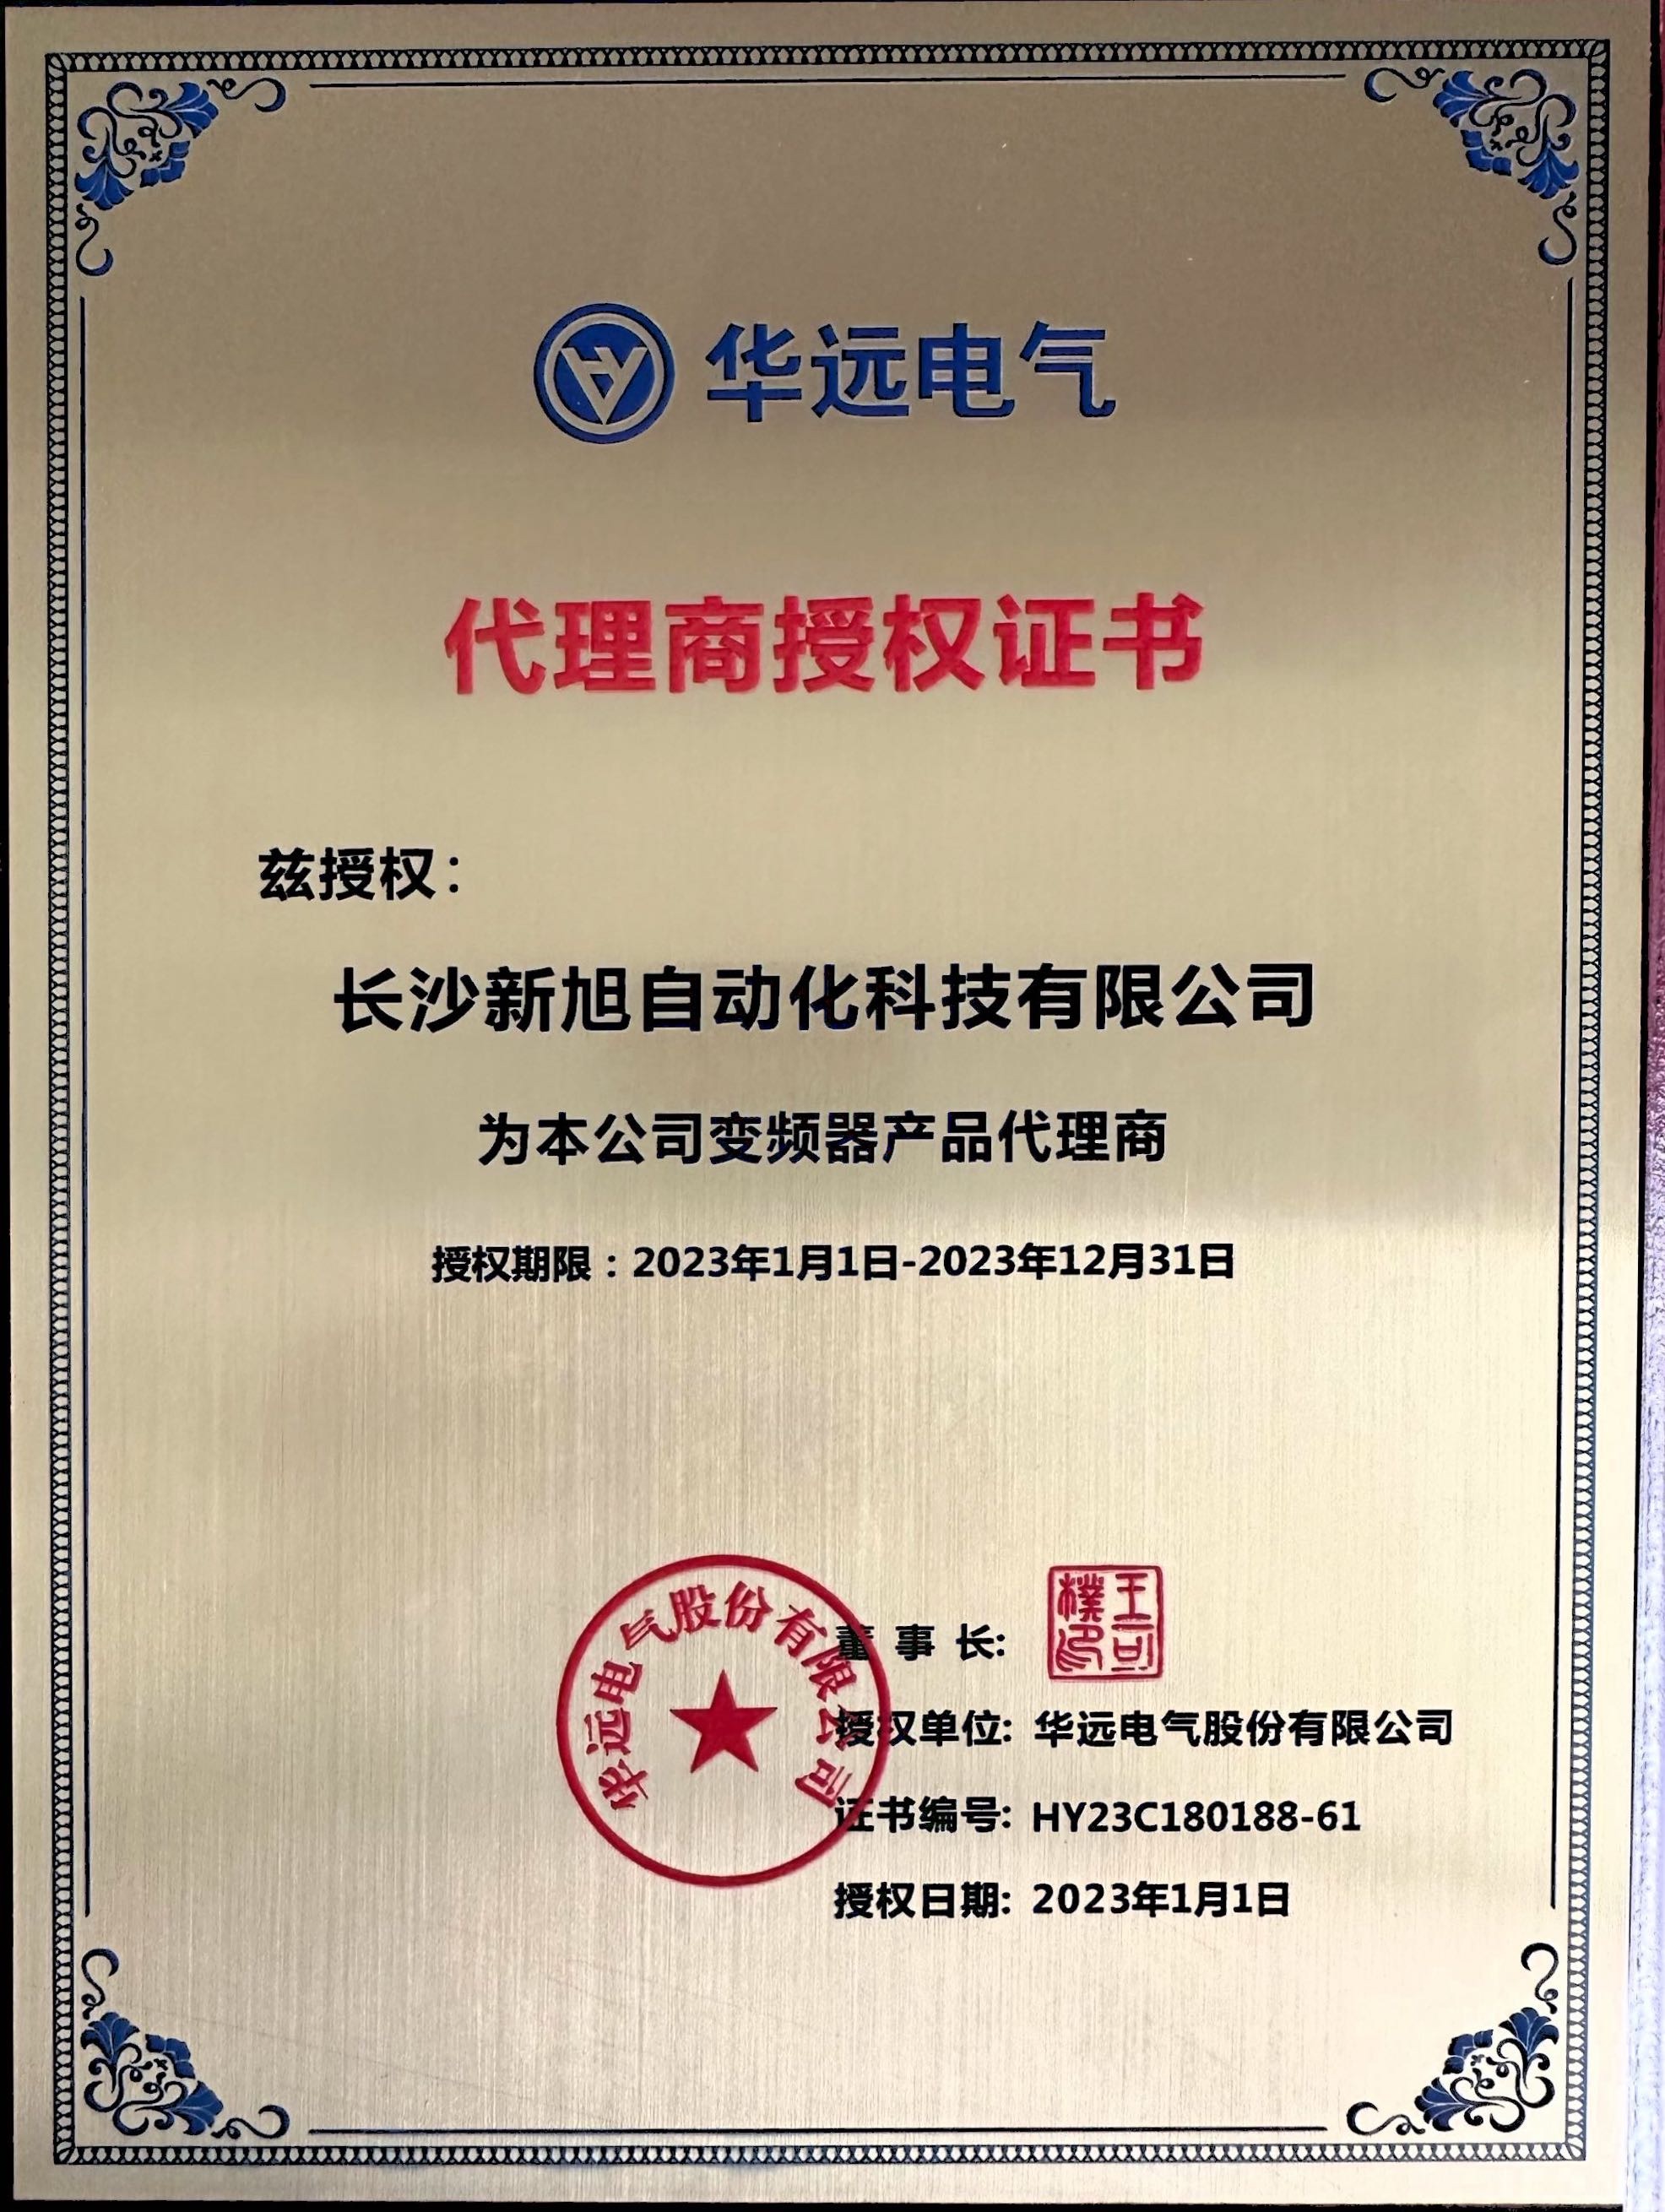 华远电气
代理商授权证书
兹授权：
长沙新旭自动化科技有限公司
为本公司变频器产品代理商
授权期限：2023年1月1日-2023年12月31日
华远电气股份有限公司
董 事 长:
王可樸印
授权单位: 华远电气股份有限公司
证书编号: HY23C180188-61
授权日期: 2023年1月1日